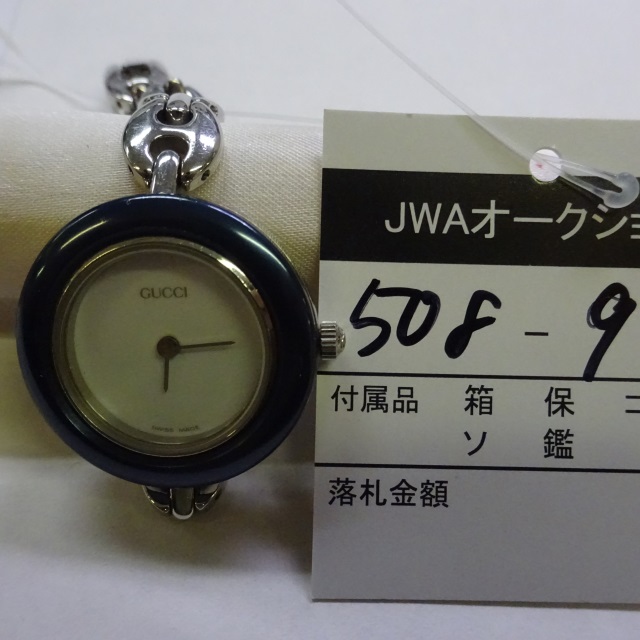 GUCCI
SWISS MADE
JWAオークショ
508-9
付属品 箱 保 コ
ソ 鑑
落札金額